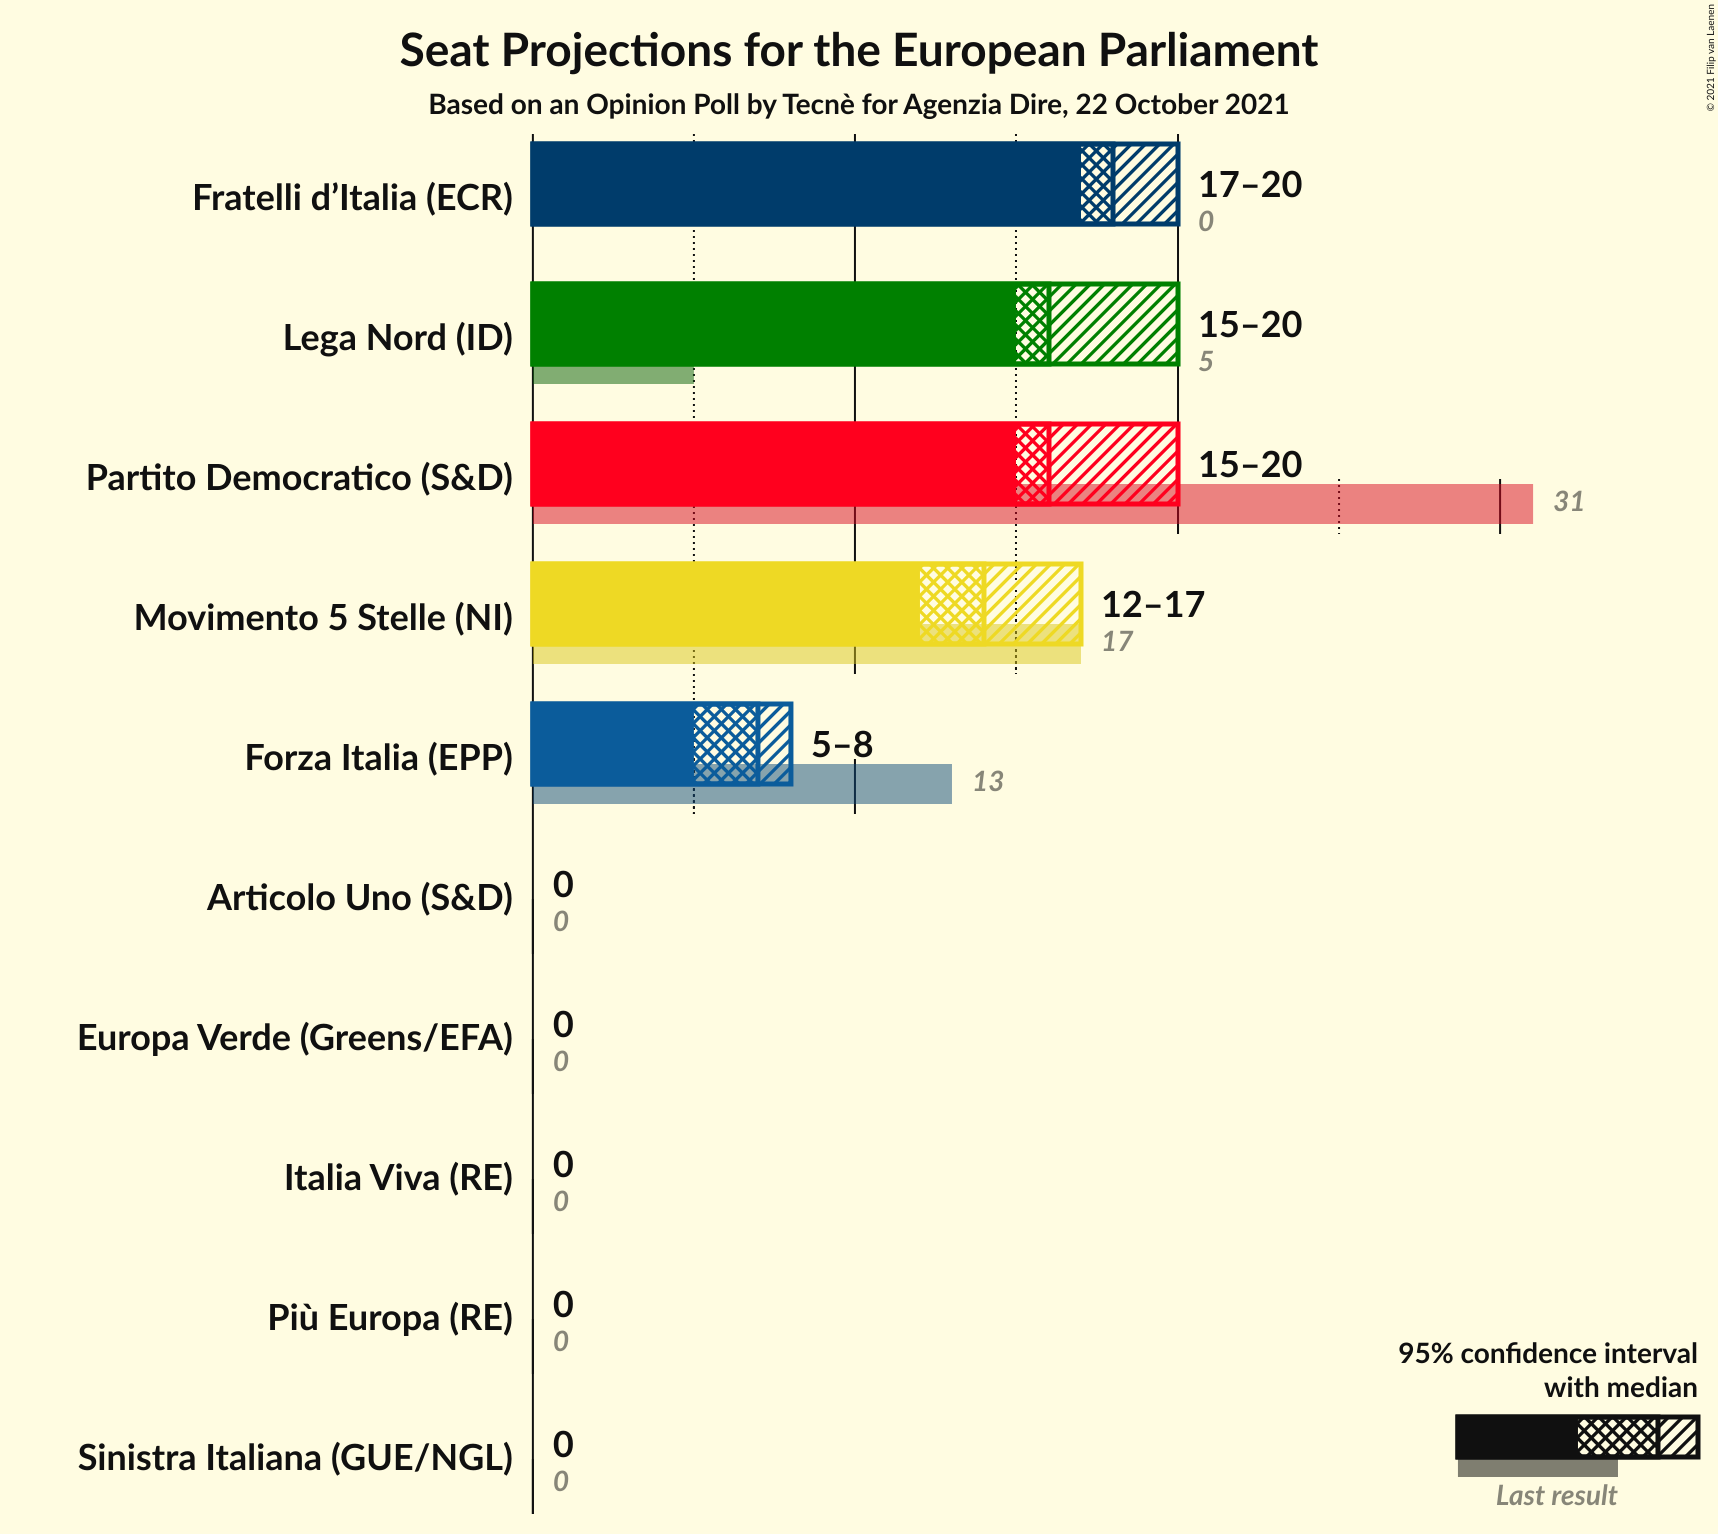 Seat Projections for the European Parliament
Based on an Opinion Poll by Tecnè for Agenzia Dire, 22 October 2021
© 2021 Filip van Laenen
Fratelli d’Italia (ECR)
17–20
0
Lega Nord (ID)
15–20
5
Partito Democratico (S&D)
15–20
31
Movimento 5 Stelle (NI)
12–17
17
Forza Italia (EPP)
5–8
13
Articolo Uno (S&D)
0
0
Europa Verde (Greens/EFA)
0
0
Italia Viva (RE)
0
0
Più Europa (RE)
0
0
Sinistra Italiana (GUE/NGL)
0
0
95% confidence interval
with median
Last result